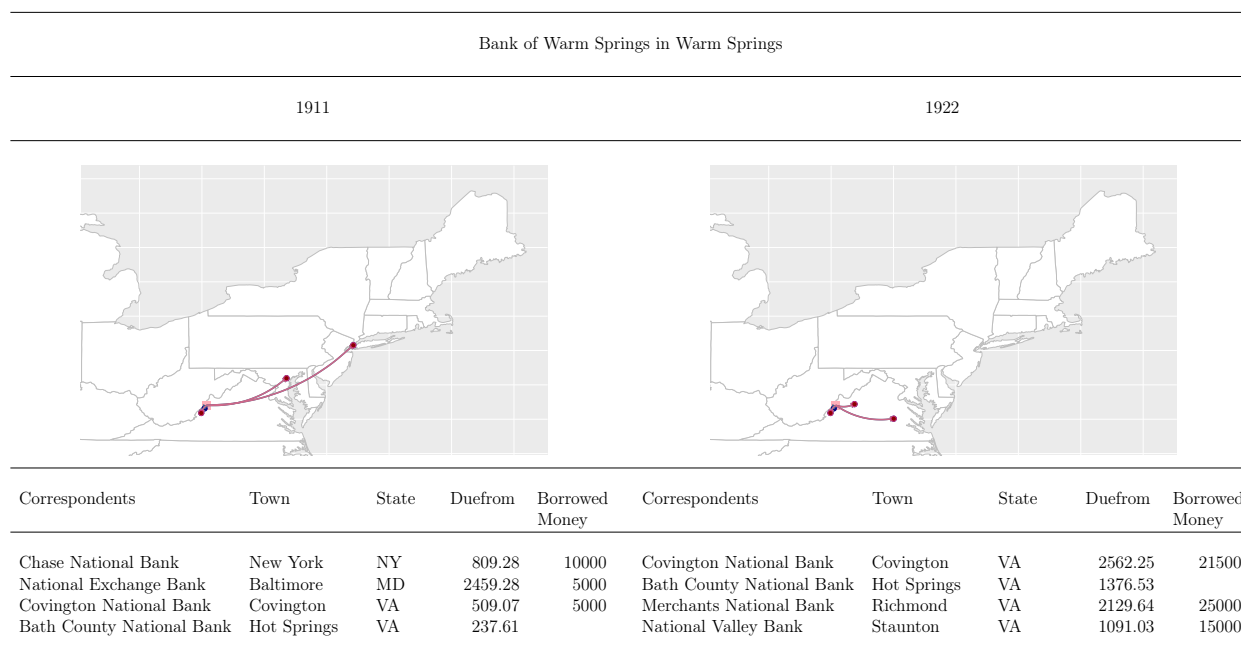 Bank of Warm Springs in Warm Springs
1911 1922
Correspondents Town State Duefrom Borrowed Money Correspondents Town State Duefrom Borrowed Money
Chase National Bank New York NY 809.28 10000 Covington National Bank Covington VA 2562.25 21500
National Exchange Bank Baltimore MD 2459.28 5000 Bath County National Bank Hot Springs VA 1376.53
Covington National Bank Covington VA 509.07 5000 Merchants National Bank Richmond VA 2129.64 25000
Bath County National Bank Hot Springs VA 237.61 National Valley Bank Staunton VA 1091.03 15000